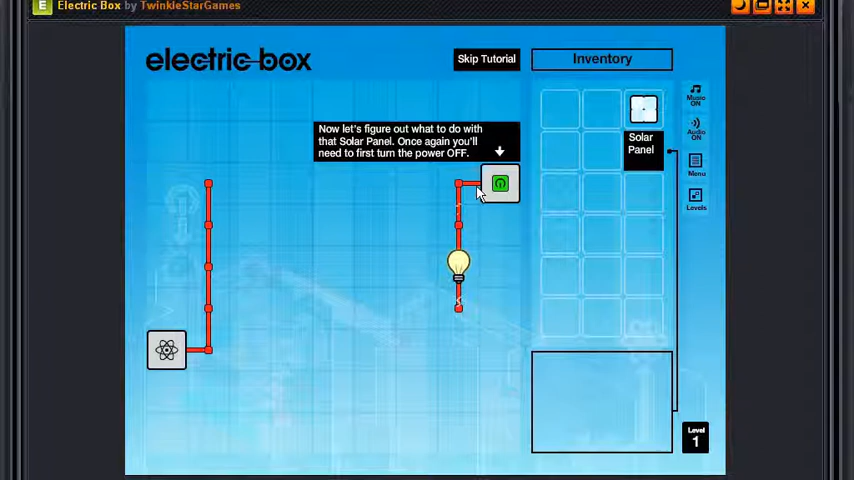 E
Electric Box by TwinkleStarGames
electric box
Skip Tutorial
Inventory
Music
ON
Audio
ON
Menu
Levels
Solar
Panel
Now let's figure out what to do with
that Solar Panel. Once again you'll
need to first turn the power OFF.
Level
1